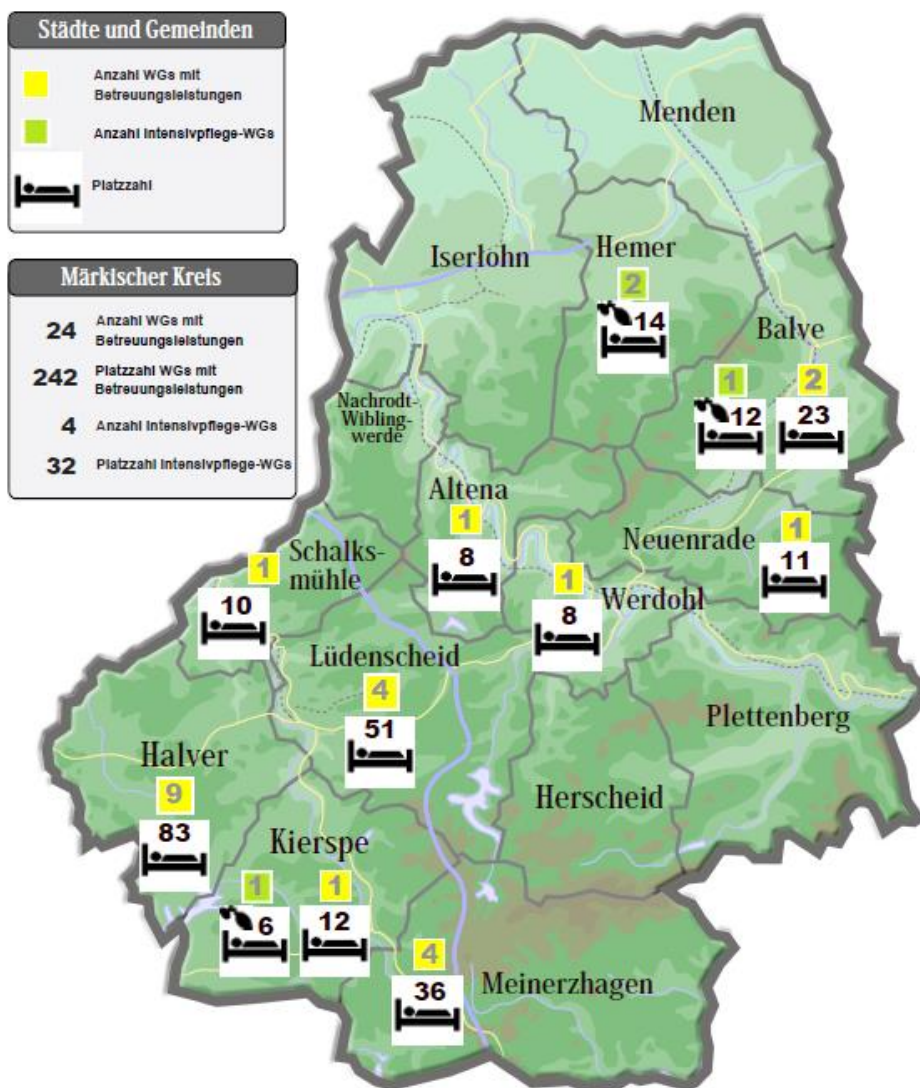 Städte und Gemeinden
Anzahl WGs mit
Betreuungsleistungen
Anzahl Intensivpflege-WGs
Platzzahl
Märkischer Kreis
24 Anzahl WGs mit
Betreuungsleistungen
242 Platzzahl WGs mit
Betreuungsleistungen
4 Anzahl Intensivpflege-WGs
32 Platzzahl Intensivpflege-WGs
Menden
Iserlohn
Hemer
2
14
Balve
1
2
12
23
Nachrodt-
Wibling-
werde
Altena
1
8
Neuenrade
1
11
Schalks-
mühle
1
10
1
Werdohl
8
Lüdenscheid
4
51
Plettenberg
Halver
9
83
Herscheid
Kierspe
1
1
6
12
4
Meinerzhagen
36